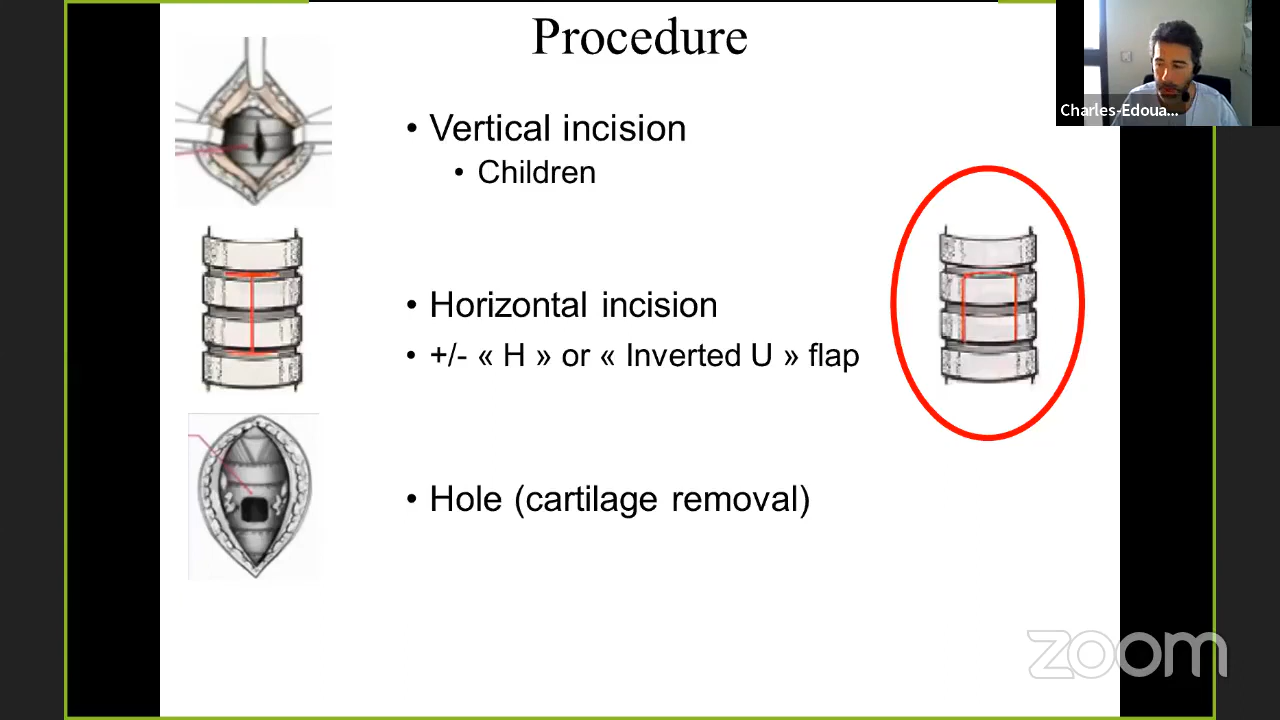 Procedure
Charles-Edoua...
• Vertical incision
• Children
• Horizontal incision
• +/- « H » or « Inverted U » flap
• Hole (cartilage removal)
zoom